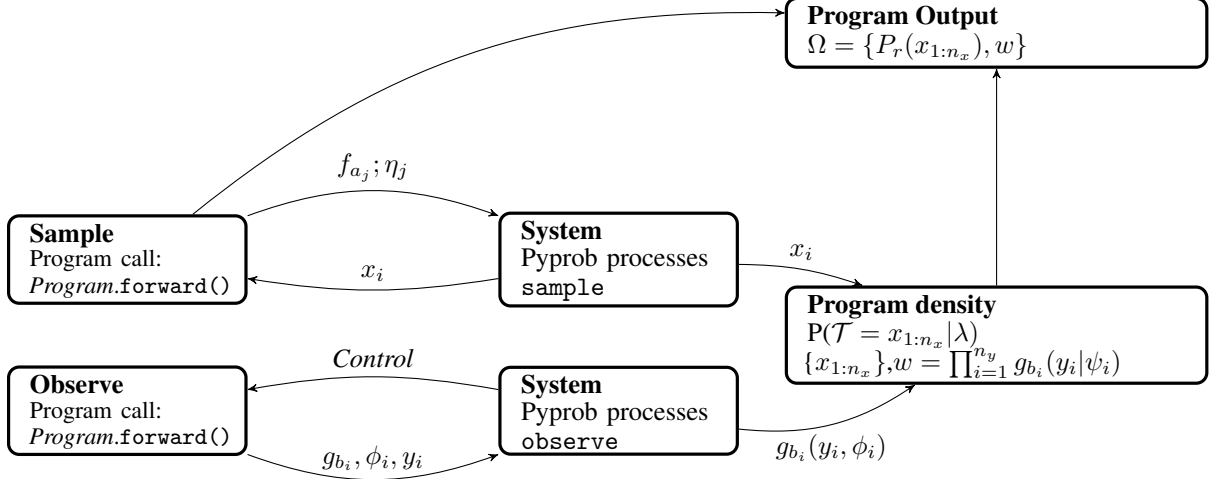 Program Output
Ω = {P_r(x_{1:n_x}), w}
f_{a_j}; η_j
Sample
Program call:
Program.forward()
x_i
System
Pyprob processes
sample
x_i
Program density
P(𝒯 = x_{1:n_x}|λ)
{x_{1:n_x}},w = ∏_{i=1}^{n_y} g_{b_i}(y_i|ψ_i)
Control
Observe
Program call:
Program.forward()
System
Pyprob processes
observe
g_{b_i}, ϕ_i, y_i
g_{b_i}(y_i, ϕ_i)